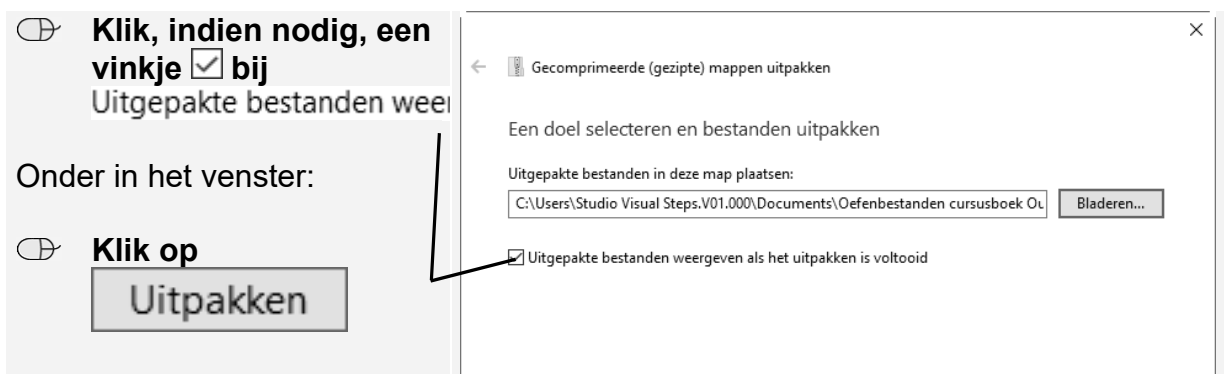 Klik, indien nodig, een
vinkje ☑ bij
Uitgepakte bestanden weer
Onder in het venster:
Klik op
Uitpakken
Gecomprimeerde (gezipte) mappen uitpakken
Een doel selecteren en bestanden uitpakken
Uitgepakte bestanden in deze map plaatsen:
C:\Users\Studio Visual Steps.V01.000\Documents\Oefenbestanden cursusboek Ou
Bladeren...
Uitgepakte bestanden weergeven als het uitpakken is voltooid